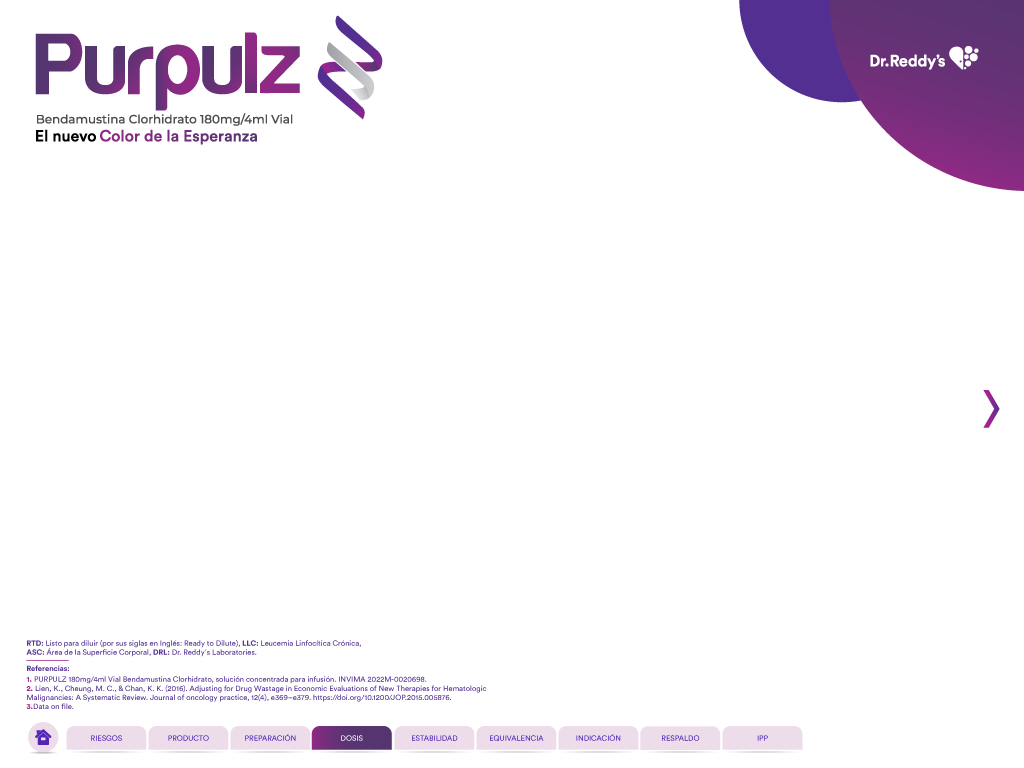 Purpulz
Dr.Reddy's
Bendamustina Clorhidrato 180mg/4ml Vial
El nuevo Color de la Esperanza
RTD: Listo para diluir (por sus siglas en Inglés: Ready to Dilute), LLC: Leucemia Linfocítica Crónica,
ASC: Área de la Superficie Corporal, DRL: Dr. Reddy´s Laboratories.
Referencias:
1. PURPULZ 180mg/4ml Vial Bendamustina Clorhidrato, solución concentrada para infusión. INVIMA 2022M-0020698.
2. Lien, K., Cheung, M. C., & Chan, K. K. (2016). Adjusting for Drug Wastage in Economic Evaluations of New Therapies for Hematologic
Malignancies: A Systematic Review. Journal of oncology practice, 12(4), e369–e379. https://doi.org/10.1200/JOP.2015.005876.
3.Data on file.
RIESGOS
PRODUCTO
PREPARACIÓN
DOSIS
ESTABILIDAD
EQUIVALENCIA
INDICACIÓN
RESPALDO
IPP